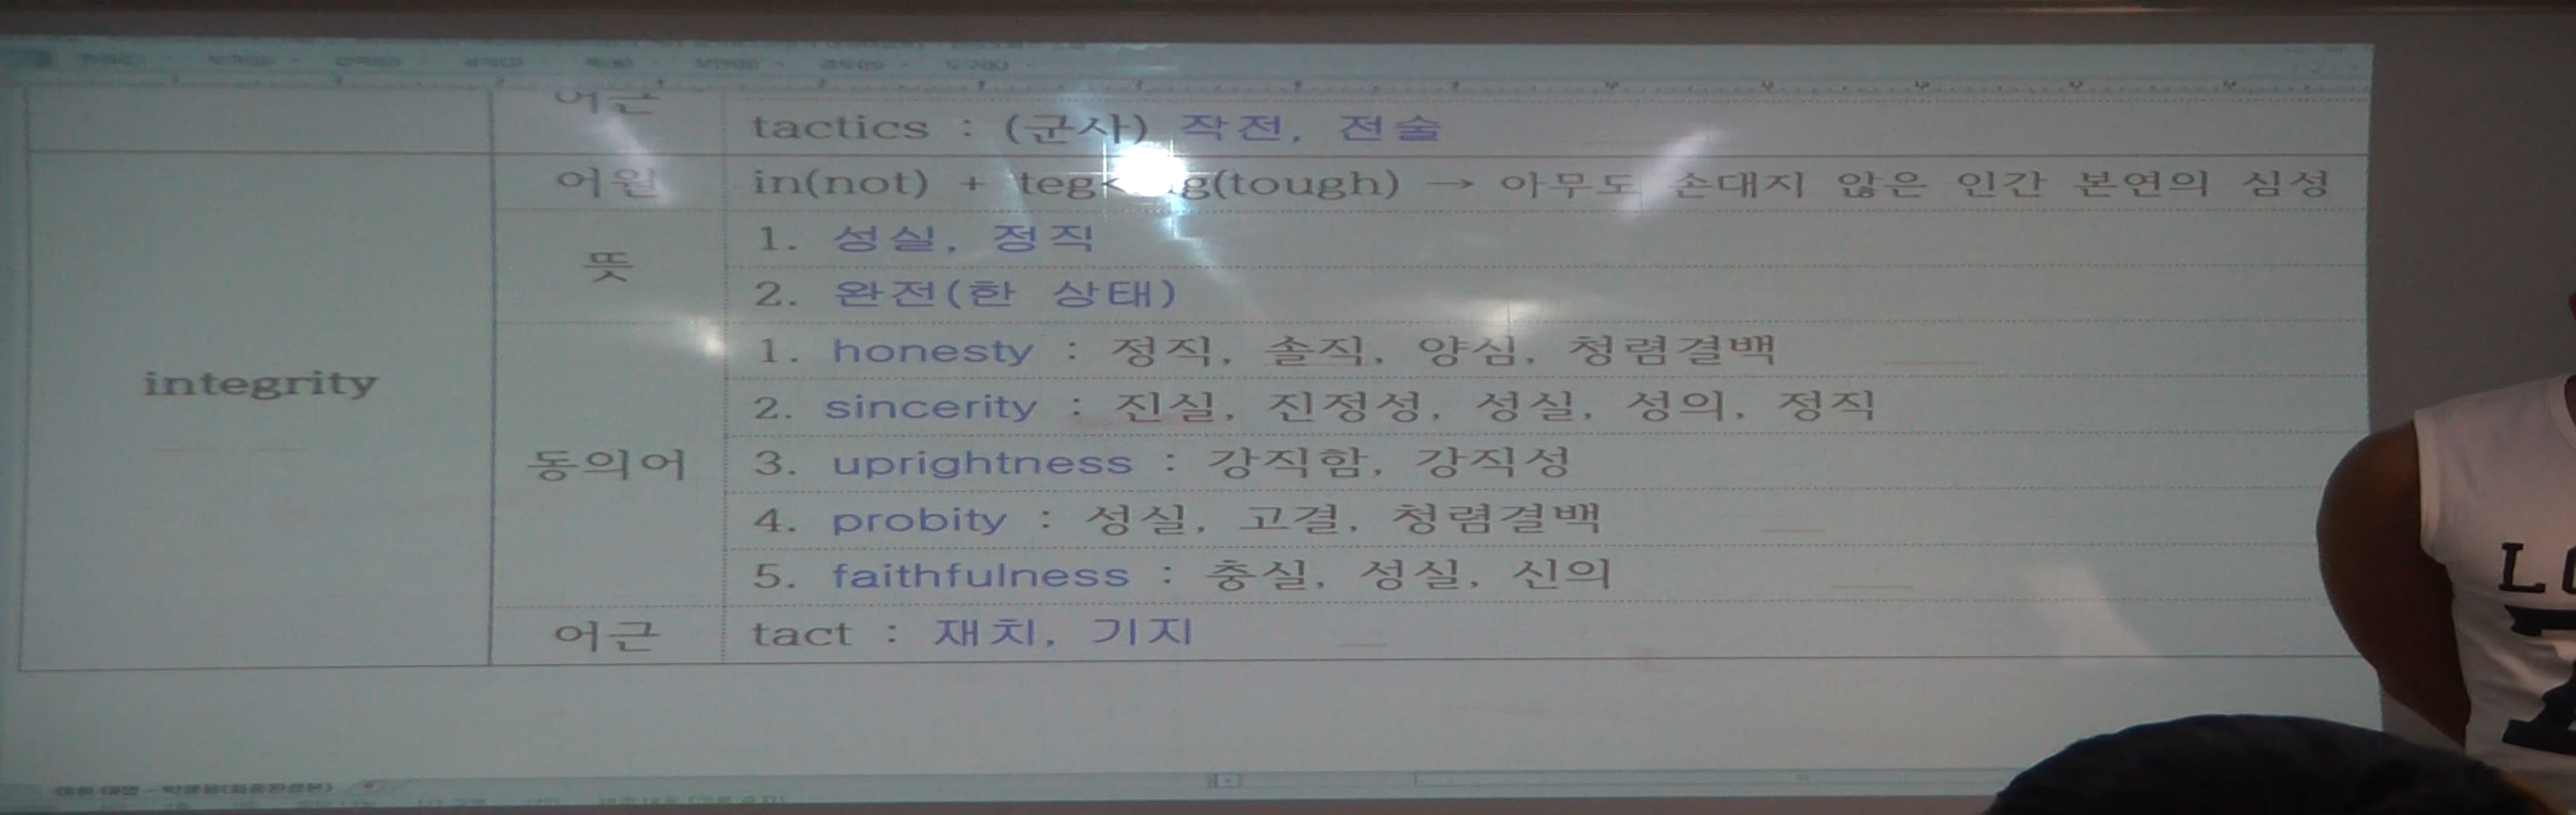 어근
tactics : (군사) 작전, 전술
integrity
어원
in(not) + teg< g(tough) → 아무도 손대지 않은 인간 본연의 심성
뜻
1. 성실, 정직
2. 완전(한 상태)
동의어
1. honesty : 정직, 솔직, 양심, 청렴결백
2. sincerity : 진실, 진정성, 성실, 성의, 정직
3. uprightness : 강직함, 강직성
4. probity : 성실, 고결, 청렴결백
5. faithfulness : 충실, 성실, 신의
어근
tact : 재치, 기지